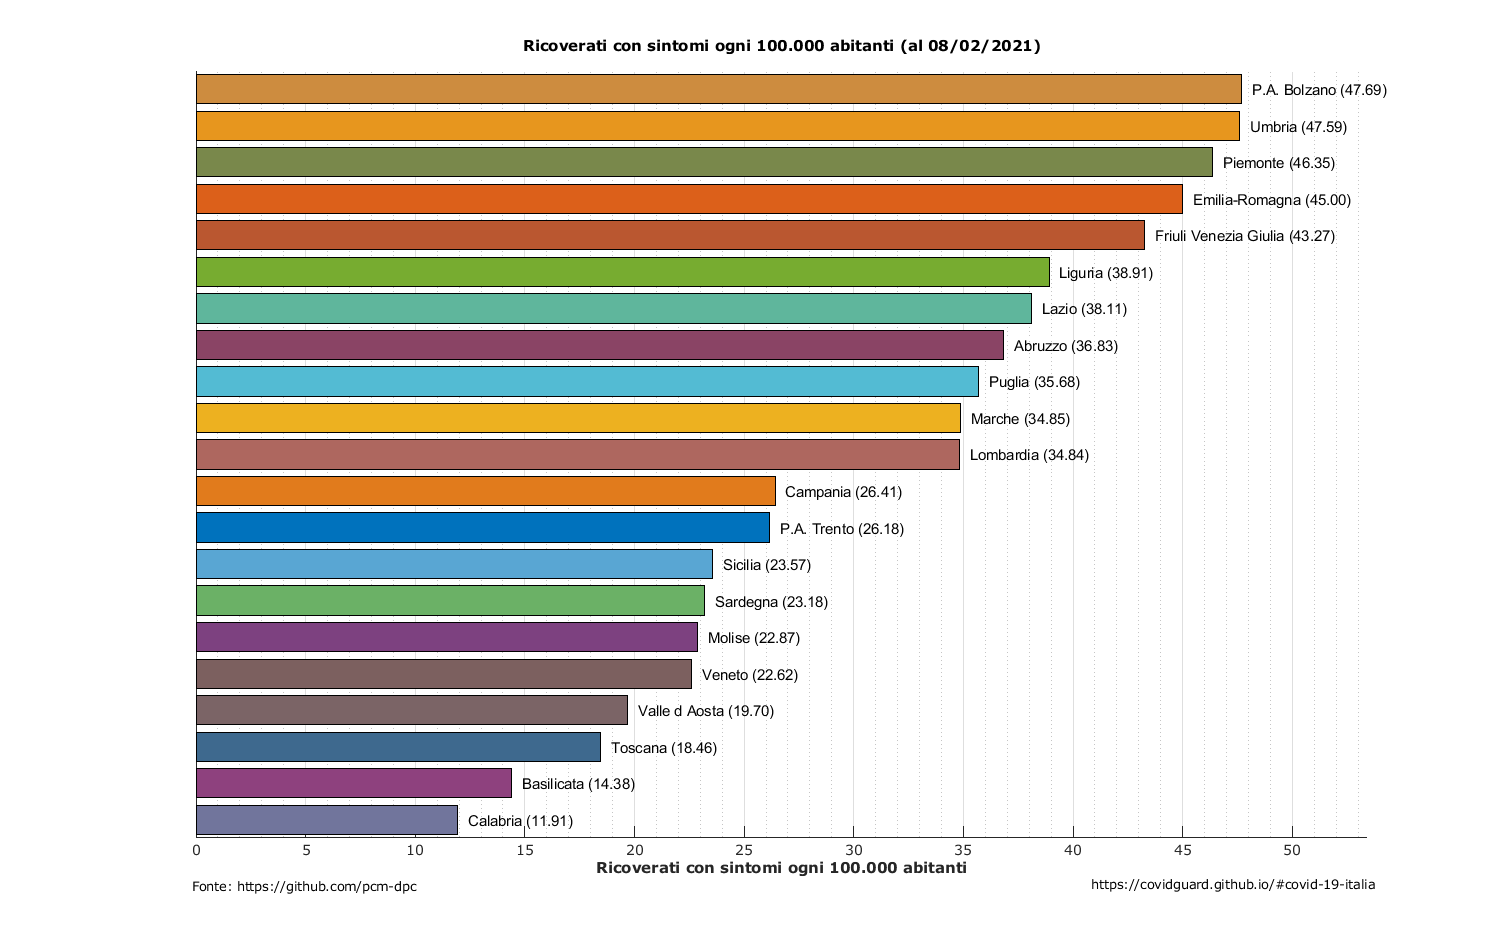 Ricoverati con sintomi ogni 100.000 abitanti (al 08/02/2021)
P.A. Bolzano (47.69)
Umbria (47.59)
Piemonte (46.35)
Emilia-Romagna (45.00)
Friuli Venezia Giulia (43.27)
Liguria (38.91)
Lazio (38.11)
Abruzzo (36.83)
Puglia (35.68)
Marche (34.85)
Lombardia (34.84)
Campania (26.41)
P.A. Trento (26.18)
Sicilia (23.57)
Sardegna (23.18)
Molise (22.87)
Veneto (22.62)
Valle d Aosta (19.70)
Toscana (18.46)
Basilicata (14.38)
Calabria (11.91)
0 5 10 15 20 25 30 35 40 45 50
Ricoverati con sintomi ogni 100.000 abitanti
Fonte: https://github.com/pcm-dpc
https://covidguard.github.io/#covid-19-italia